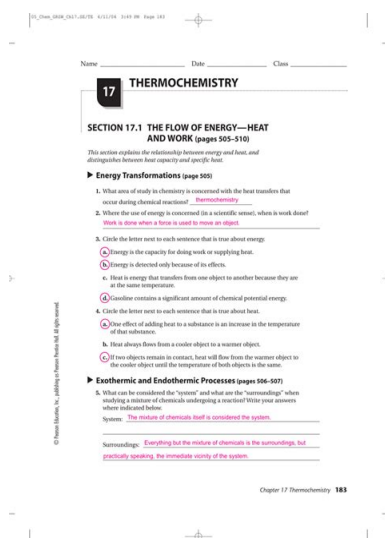 05_Chem_GRSW_Ch17.SE/TE 6/11/04 3:49 PM Page 183
Name Date Class
17 THERMOCHEMISTRY
SECTION 17.1 THE FLOW OF ENERGY—HEAT
AND WORK (pages 505–510)
This section explains the relationship between energy and heat, and
distinguishes between heat capacity and specific heat.
Energy Transformations (page 505)
1. What area of study in chemistry is concerned with the heat transfers that
occur during chemical reactions? thermochemistry
2. Where the use of energy is concerned (in a scientific sense), when is work done?
Work is done when a force is used to move an object.
3. Circle the letter next to each sentence that is true about energy.
a. Energy is the capacity for doing work or supplying heat.
b. Energy is detected only because of its effects.
c. Heat is energy that transfers from one object to another because they are
at the same temperature.
d. Gasoline contains a significant amount of chemical potential energy.
4. Circle the letter next to each sentence that is true about heat.
a. One effect of adding heat to a substance is an increase in the temperature
of that substance.
b. Heat always flows from a cooler object to a warmer object.
c. If two objects remain in contact, heat will flow from the warmer object to
the cooler object until the temperature of both objects is the same.
Exothermic and Endothermic Processes (pages 506–507)
5. What can be considered the "system" and what are the "surroundings" when
studying a mixture of chemicals undergoing a reaction? Write your answers
where indicated below.
System: The mixture of chemicals itself is considered the system.
Surroundings: Everything but the mixture of chemicals is the surroundings, but
practically speaking, the immediate vicinity of the system.
© Pearson Education, Inc., publishing as Pearson Prentice Hall. All rights reserved.
Chapter 17 Thermochemistry 183